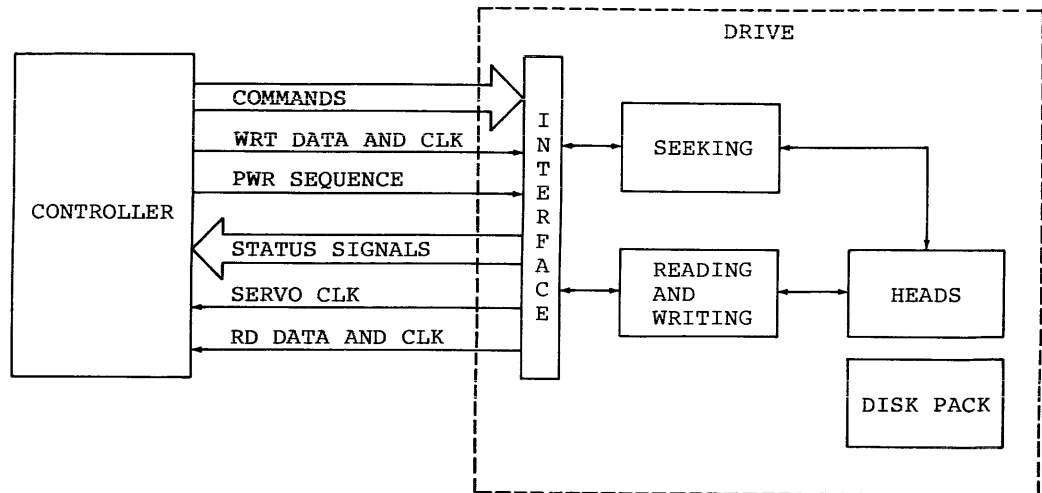 DRIVE
CONTROLLER
COMMANDS
WRT DATA AND CLK
PWR SEQUENCE
STATUS SIGNALS
SERVO CLK
RD DATA AND CLK
INTERFACE
SEEKING
READING
AND
WRITING
HEADS
DISK PACK